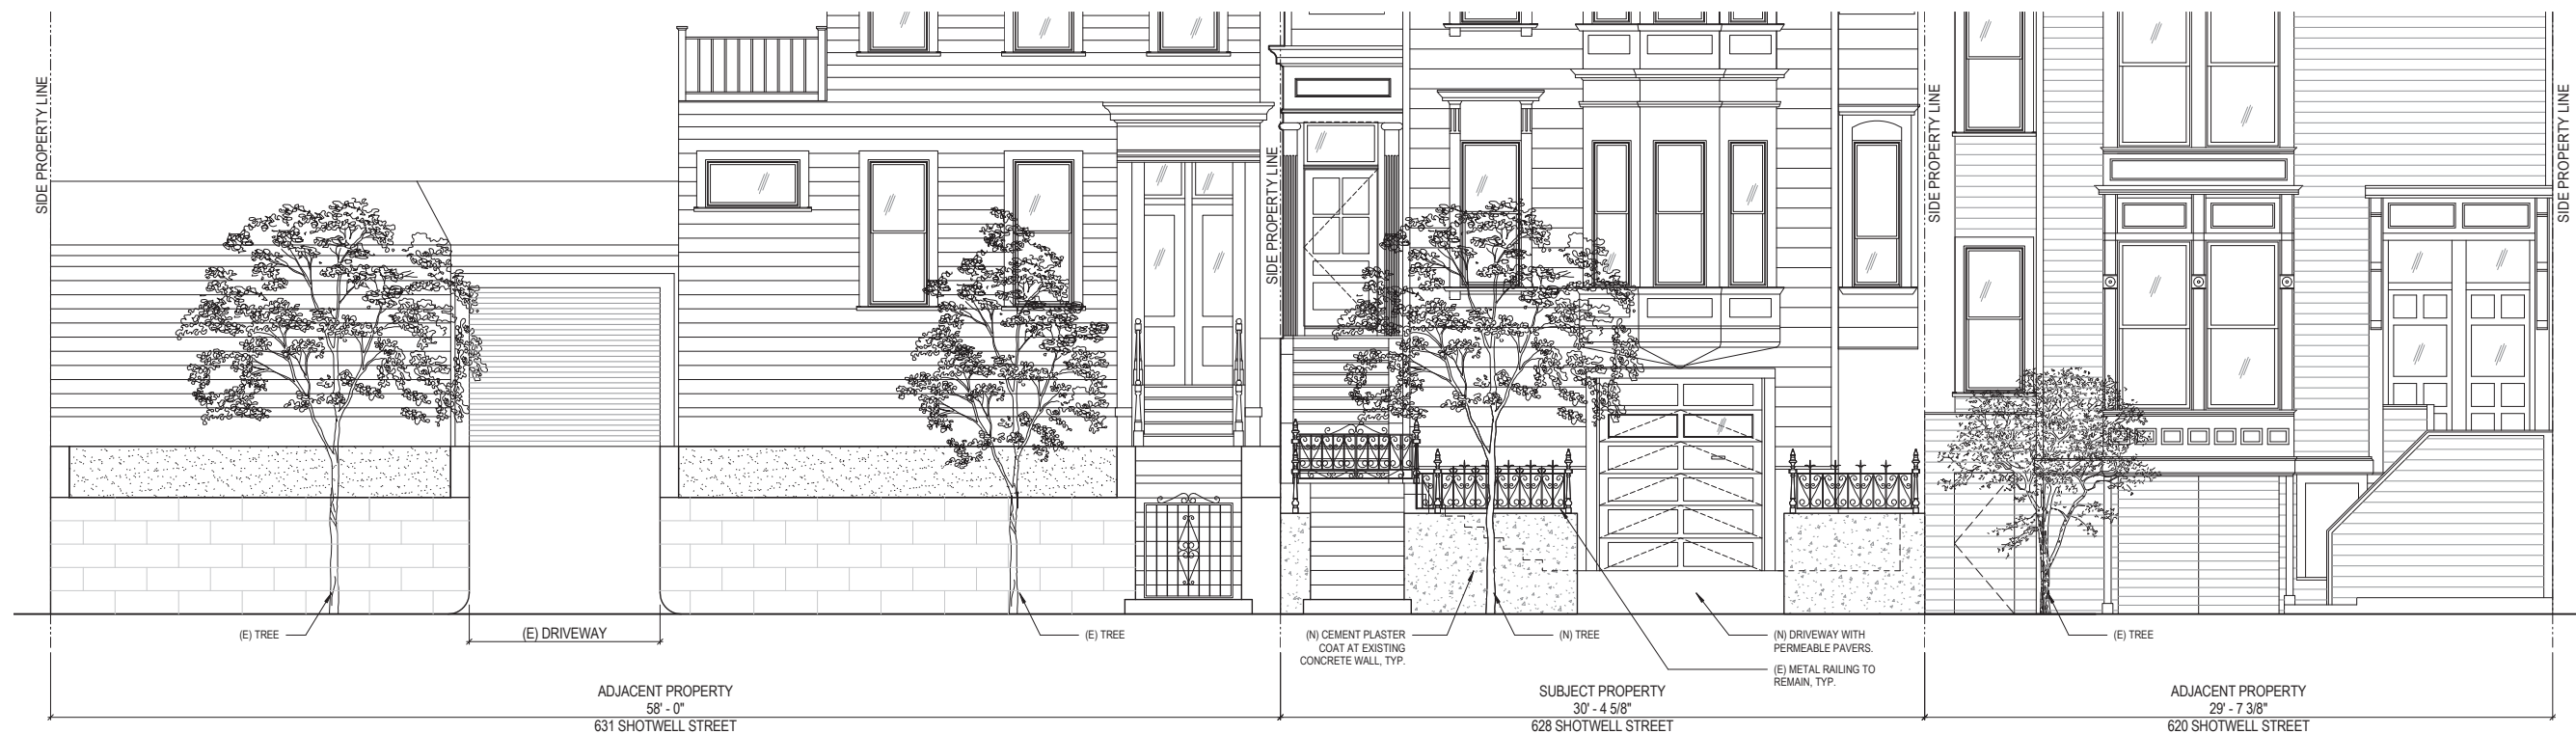 SIDE PROPERTY LINE
SIDE PROPERTY LINE
SIDE PROPERTY LINE
SIDE PROPERTY LINE
(E) TREE
(E) DRIVEWAY
(E) TREE
(N) CEMENT PLASTER
COAT AT EXISTING
CONCRETE WALL, TYP.
(N) TREE
(N) DRIVEWAY WITH
PERMEABLE PAVERS.
(E) METAL RAILING TO
REMAIN, TYP.
(E) TREE
ADJACENT PROPERTY
58' - 0"
631 SHOTWELL STREET
SUBJECT PROPERTY
30' - 4 5/8"
628 SHOTWELL STREET
ADJACENT PROPERTY
29' - 7 3/8"
620 SHOTWELL STREET